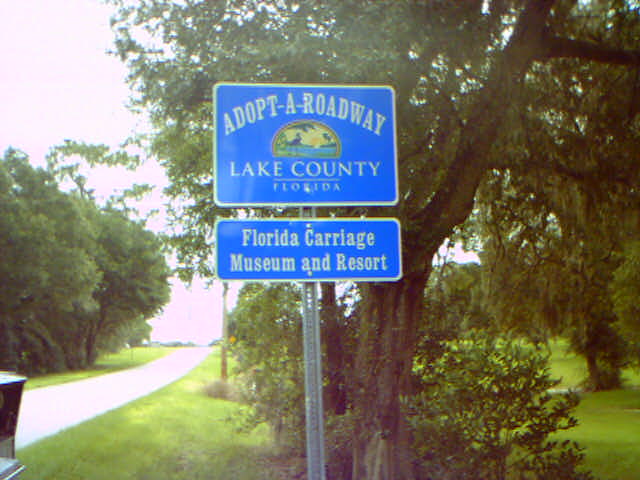 ADOPT-A-ROADWAY
LAKE COUNTY
FLORIDA
Florida Carriage
Museum and Resort